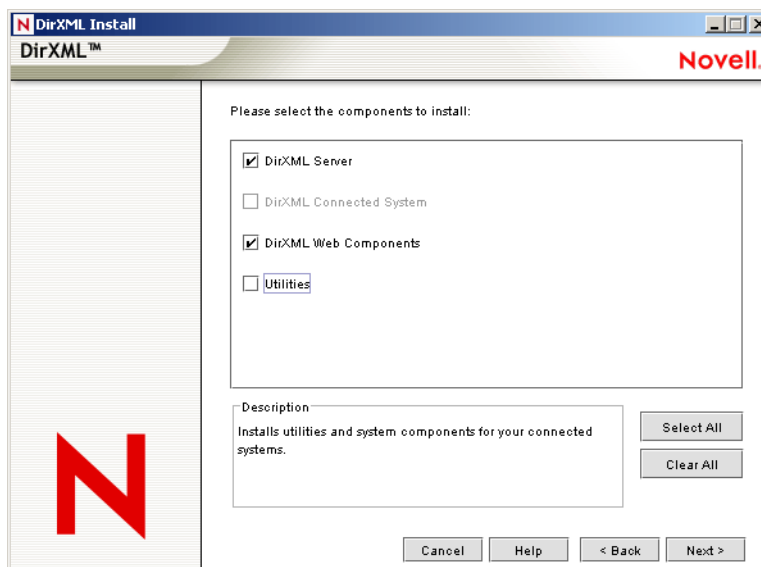 N DirXML Install
DirXML™
Novell.
Please select the components to install:
DirXML Server
DirXML Connected System
DirXML Web Components
Utilities
Description
Installs utilities and system components for your connected
systems.
Select All
Clear All
N
Cancel
Help
< Back
Next >